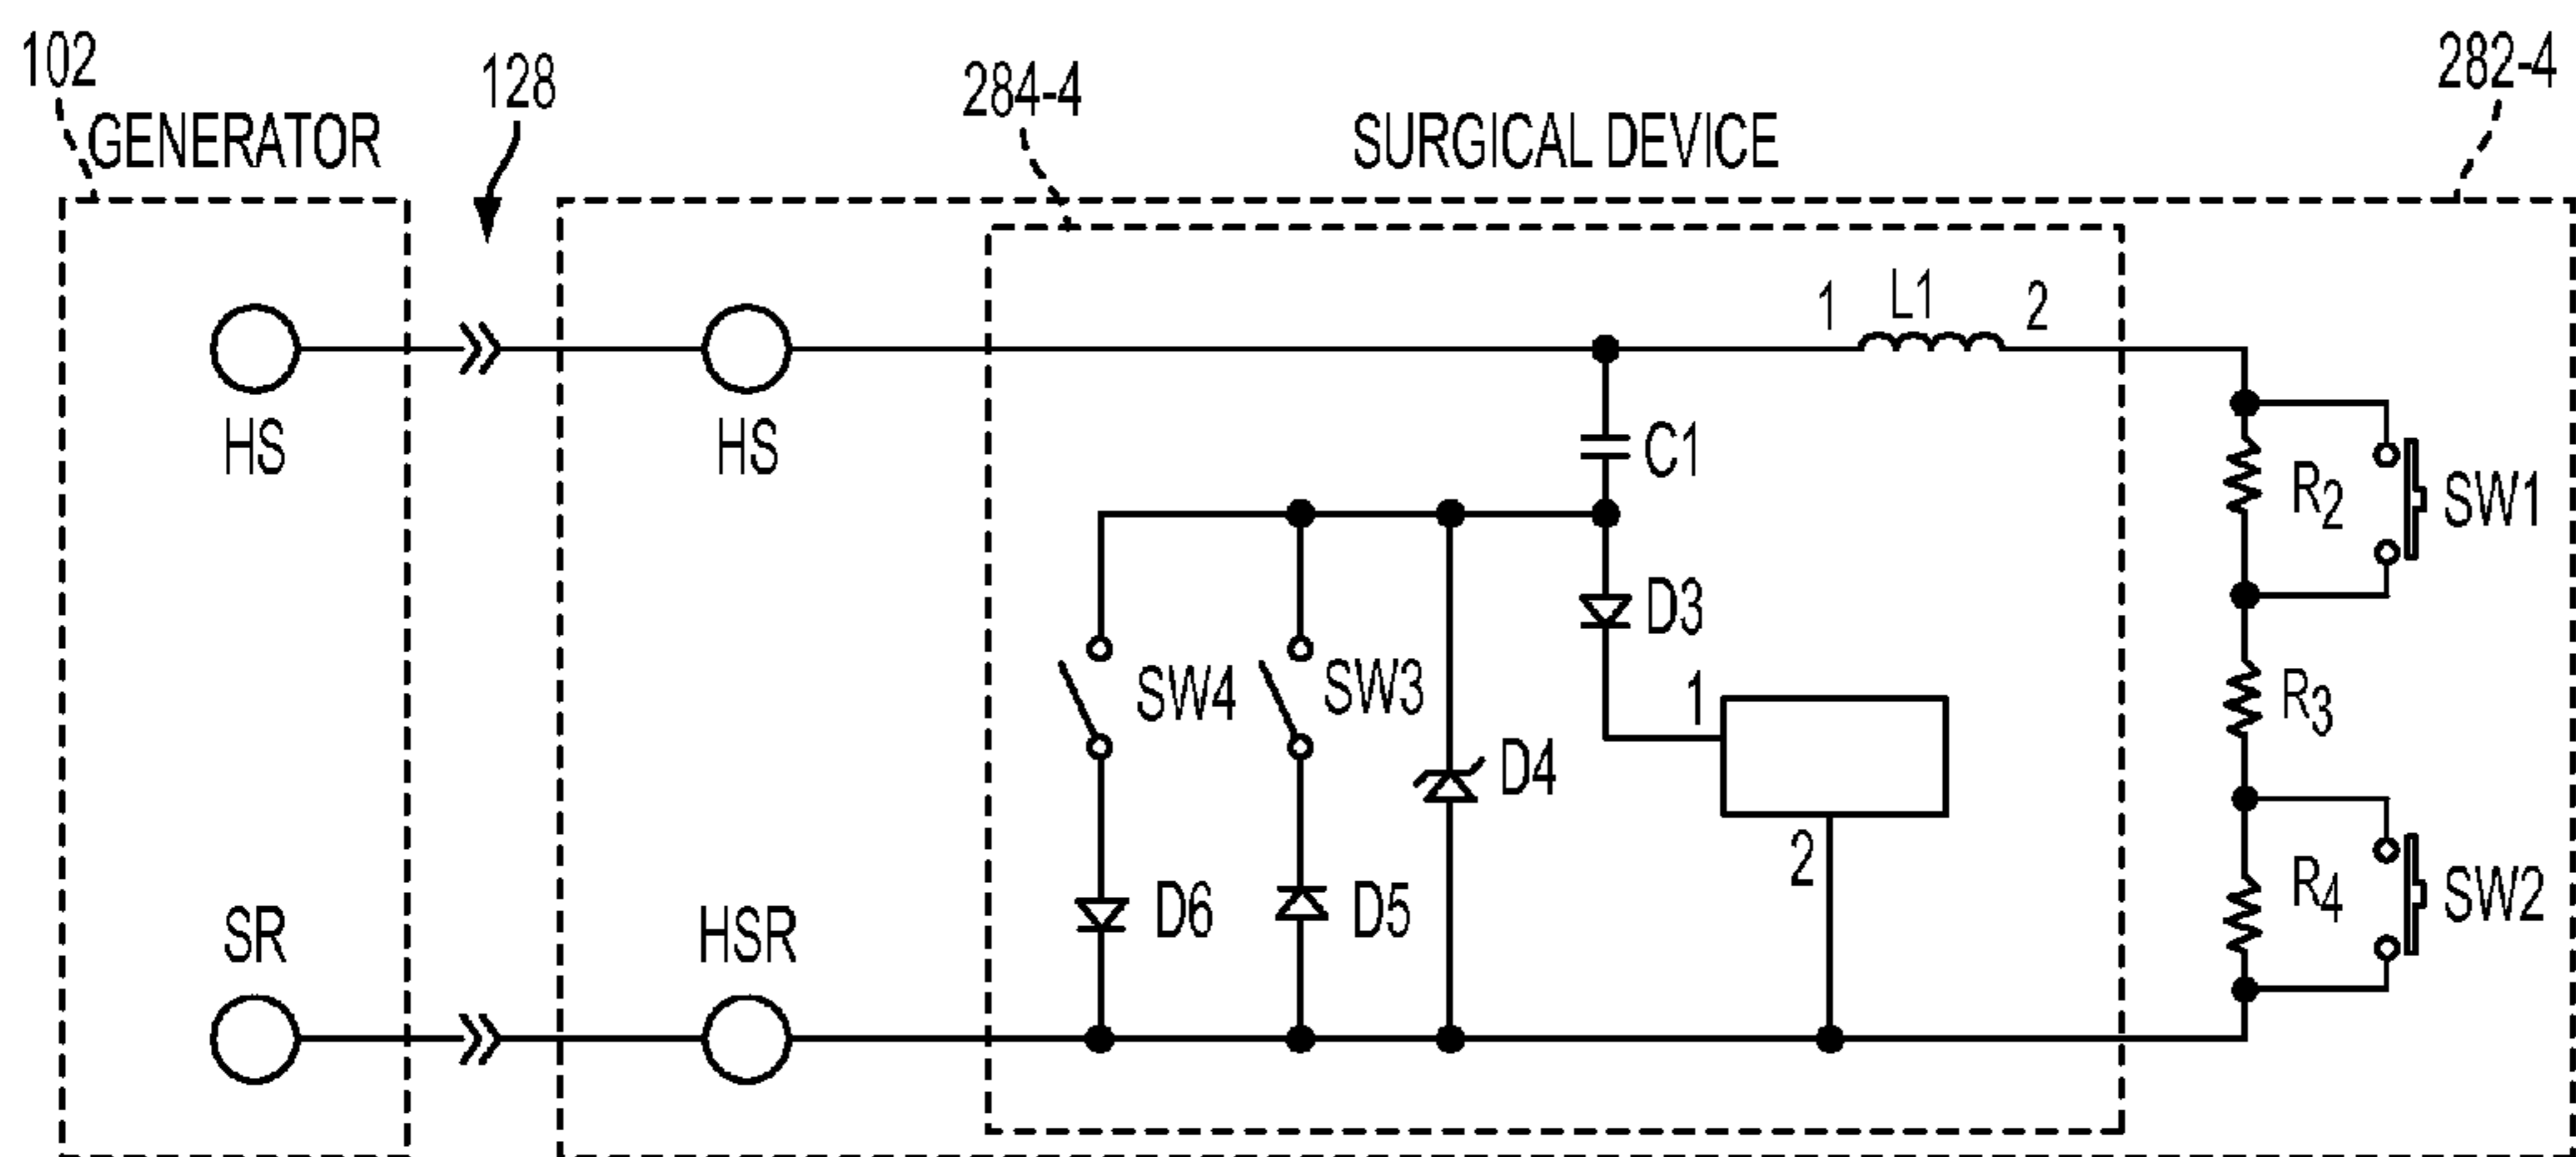 102
GENERATOR
128
284-4
SURGICAL DEVICE
282-4
HS
HS
1 L1 2
C1
R2
SW1
D3
SW4
SW3
D4
1
R3
2
D6
D5
R4
SW2
SR
HSR